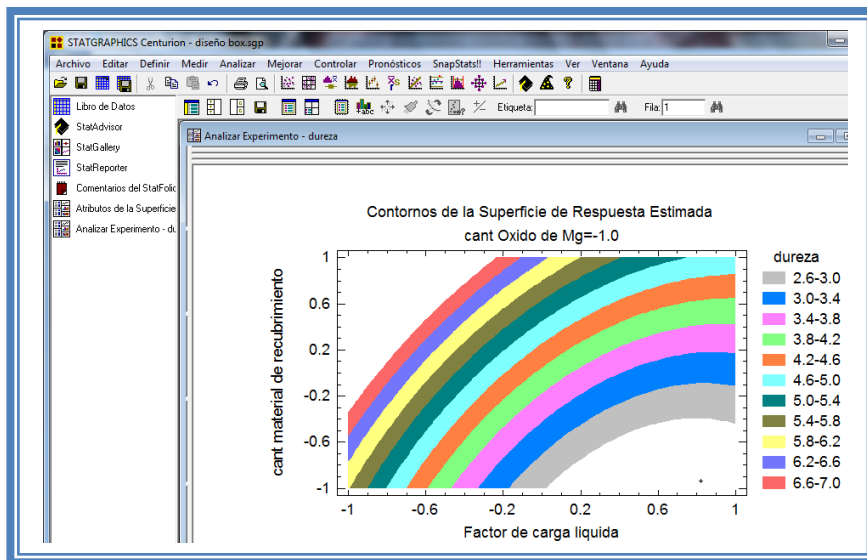 STATGRAPHICS Centurion - diseño box.sgp
Archivo Editar Definir Medir Analizar Mejorar Controlar Pronósticos SnapStats!! Herramientas Ver Ventana Ayuda
Etiqueta: Fila: 1
Libro de Datos
StatAdvisor
StatGallery
StatReporter
Comentarios del StatFolio
Atributos de la Superficie
Analizar Experimento - du
Analizar Experimento - dureza
Contornos de la Superficie de Respuesta Estimada
cant Oxido de Mg=-1.0
cant material de recubrimiento
1
0.6
0.2
-0.2
-0.6
-1
-1 -0.6 -0.2 0.2 0.6 1
Factor de carga liquida
dureza
2.6-3.0
3.0-3.4
3.4-3.8
3.8-4.2
4.2-4.6
4.6-5.0
5.0-5.4
5.4-5.8
5.8-6.2
6.2-6.6
6.6-7.0